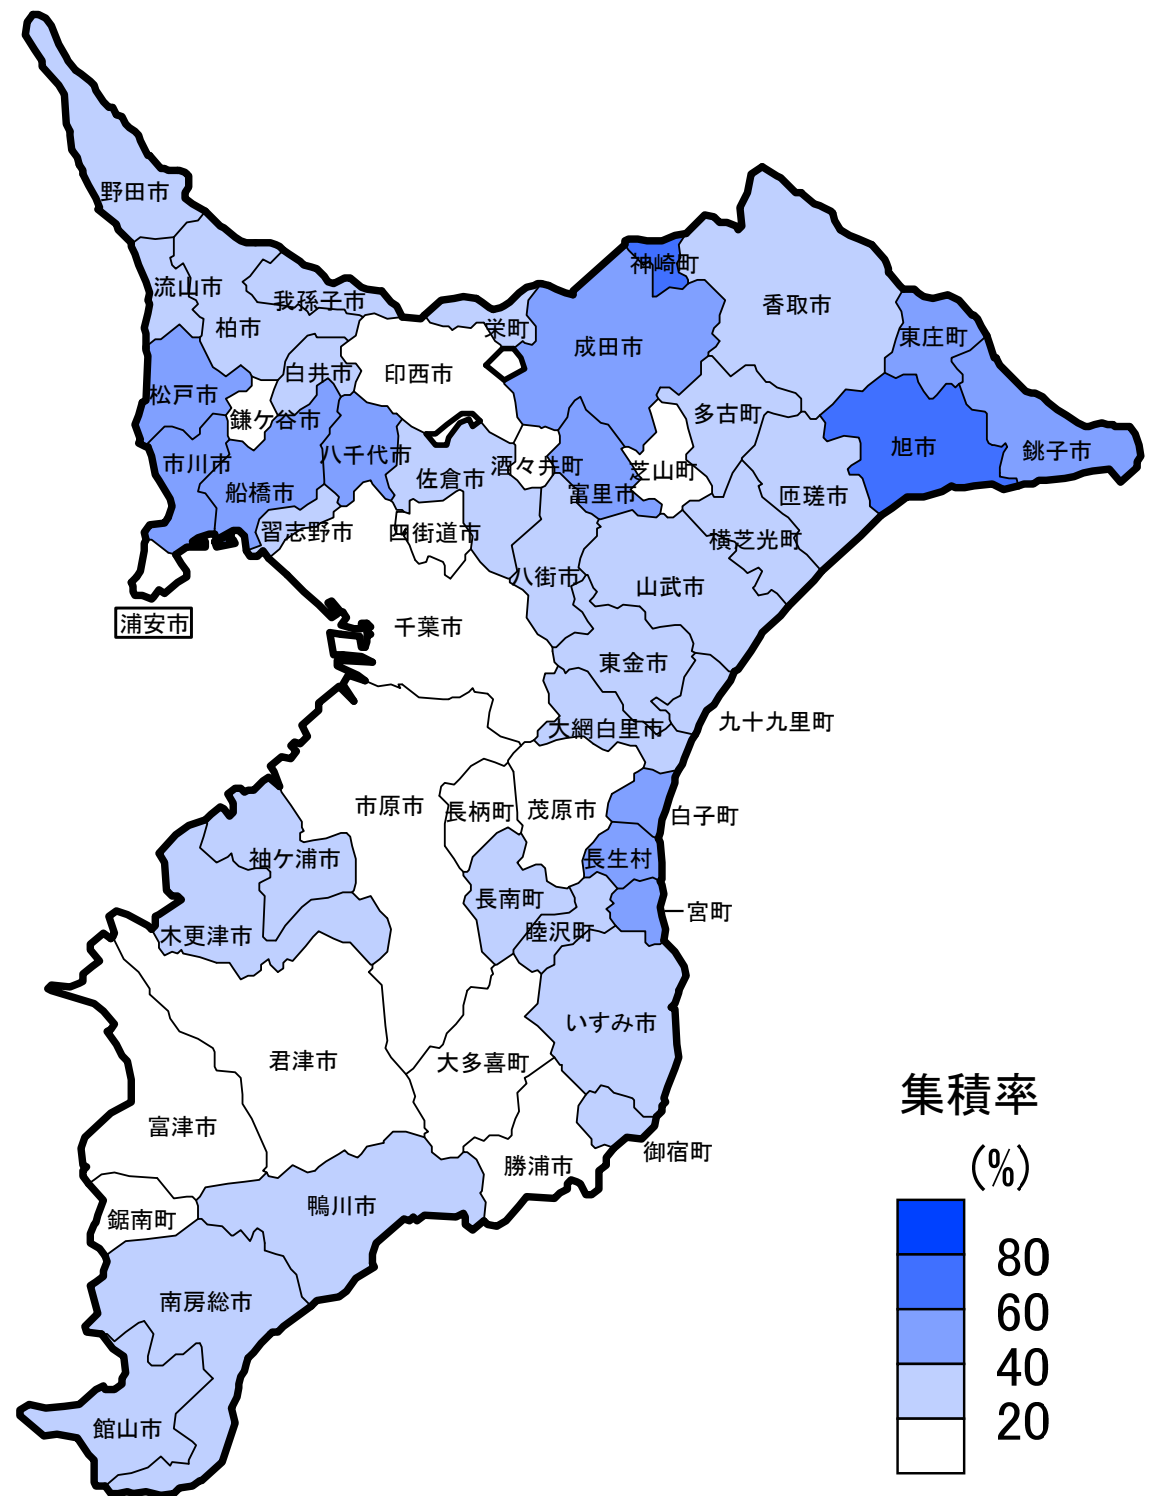 野田市
流山市
我孫子市
柏市
神崎町
香取市
栄町
東庄町
成田市
白井市
印西市
松戸市
鎌ケ谷市
多古町
旭市
銚子市
市川市
八千代市
佐倉市
酒々井町
芝山町
船橋市
富里市
匝瑳市
習志野市
四街道市
横芝光町
八街市
山武市
浦安市
千葉市
東金市
大網白里市
九十九里町
市原市
長柄町
茂原市
白子町
袖ケ浦市
長生村
長南町
宮町
木更津市
睦沢町
いすみ市
君津市
大多喜町
富津市
御宿町
勝浦市
鋸南町
鴨川市
南房総市
館山市
集積率
(%)
80
60
40
20